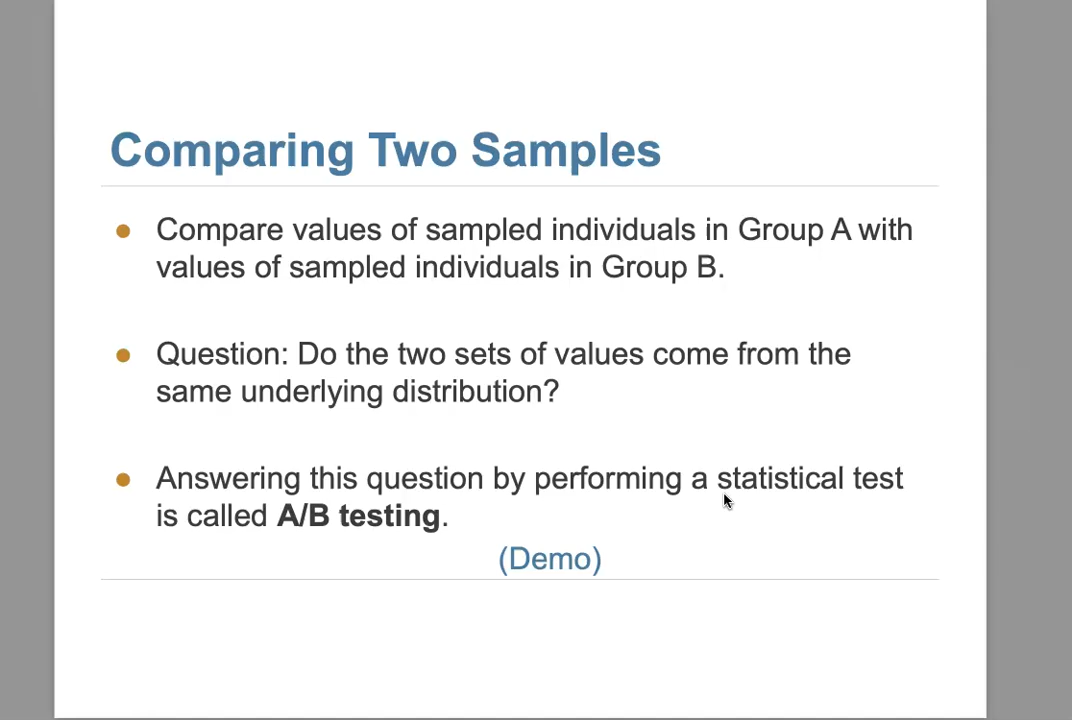 Comparing Two Samples
● Compare values of sampled individuals in Group A with
values of sampled individuals in Group B.
● Question: Do the two sets of values come from the
same underlying distribution?
● Answering this question by performing a statistical test
is called A/B testing.
(Demo)